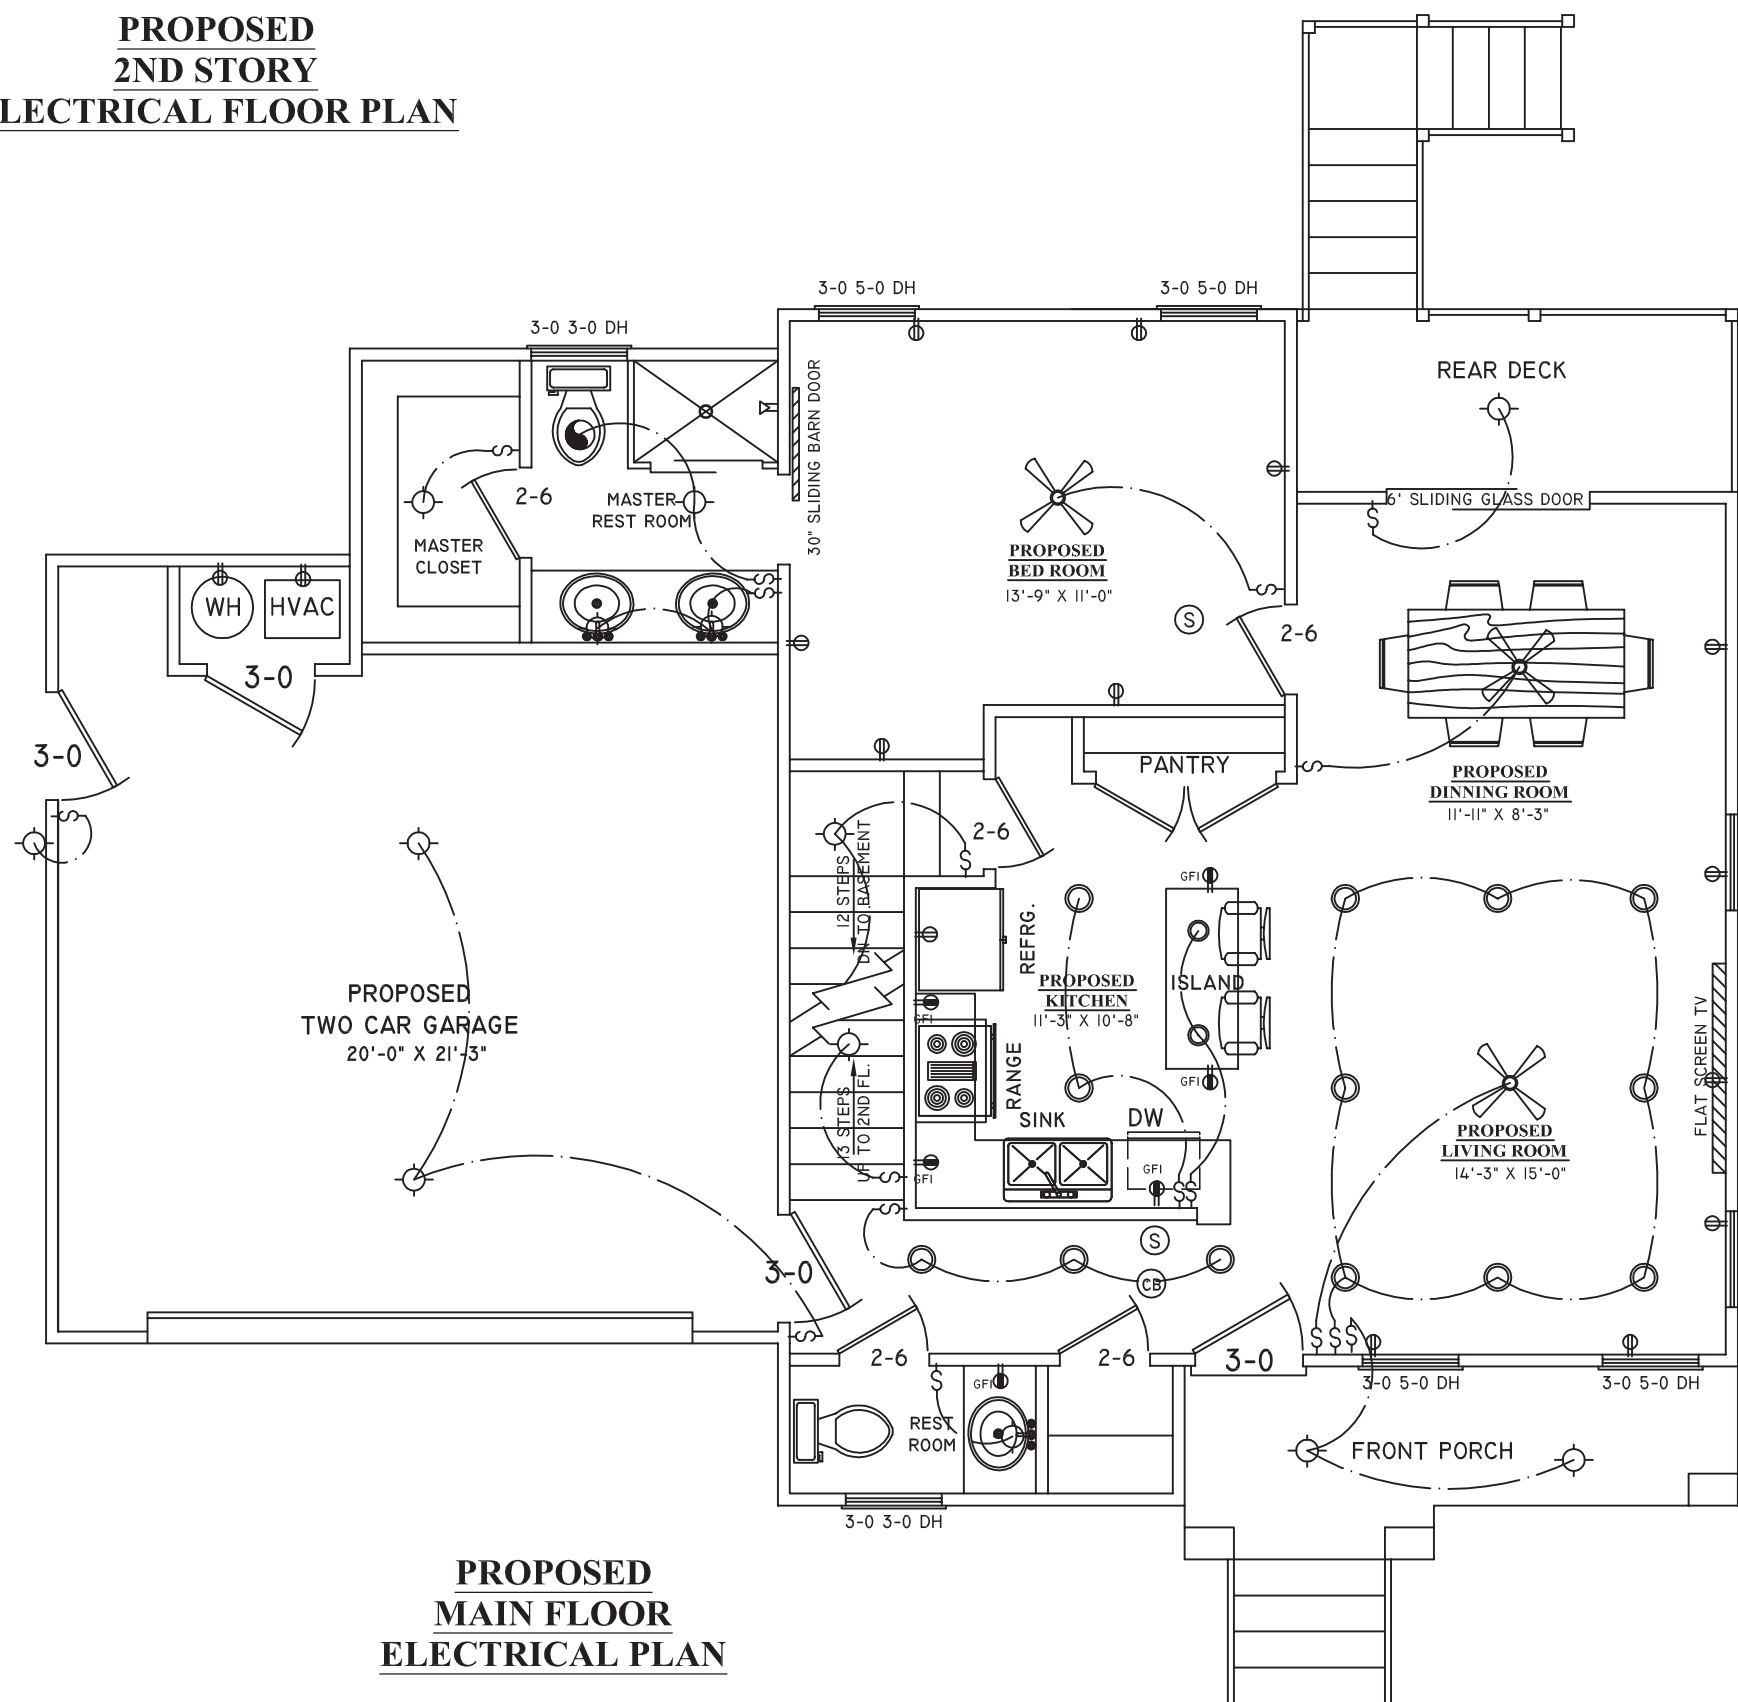 PROPOSED
2ND STORY
LECTRICAL FLOOR PLAN
3-0 5-0 DH
3-0 5-0 DH
3-0 3-0 DH
REAR DECK
30" SLIDING BARN DOOR
2-6
MASTER
REST ROOM
6' SLIDING GLASS DOOR
S
S
MASTER
CLOSET
PROPOSED
BED ROOM
13'-9" X 11'-0"
S
S
S
WH
HVAC
S
2-6
3-0
3-0
PANTRY
S
PROPOSED
DINNING ROOM
11'-11" X 8'-3"
S
2-6
S
12 STEPS
DN TO BASEMENT
GFI
REFRG.
PROPOSED
KITCHEN
11'-3" X 10'-8"
ISLAND
PROPOSED
TWO CAR GARAGE
20'-0" X 21'-3"
GFI
FLAT SCREEN TV
13 STEPS
UP TO 2ND FL.
RANGE
GFI
SINK
DW
PROPOSED
LIVING ROOM
14'-3" X 15'-0"
GFI
GFI
S
S
S
S
S
CB
3-0
S
S
S
S
2-6
2-6
3-0
S
GFI
3-0 5-0 DH
3-0 5-0 DH
REST
ROOM
FRONT PORCH
3-0 3-0 DH
PROPOSED
MAIN FLOOR
ELECTRICAL PLAN